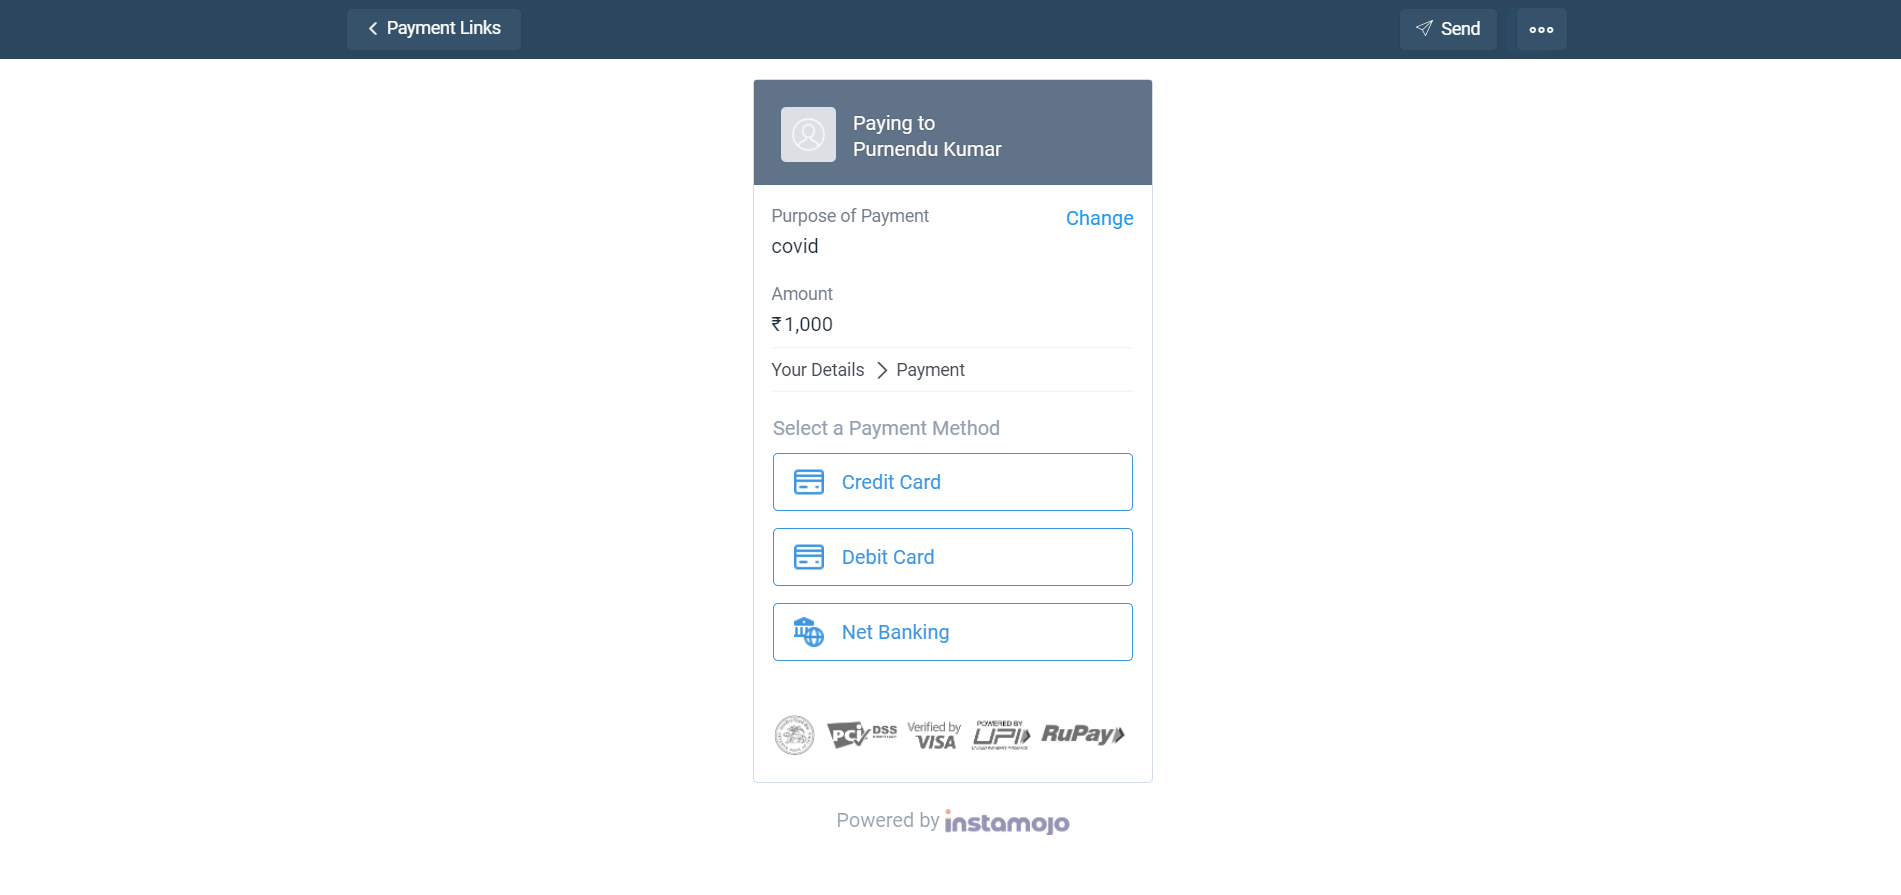 Payment Links
Send
Paying to
Purnendu Kumar
Purpose of Payment
Change
covid
Amount
₹1,000
Your Details
Payment
Select a Payment Method
Credit Card
Debit Card
Net Banking
PCI DSS
Verified by
VISA
POWERED BY
UPI
RuPay
Powered by instamojo